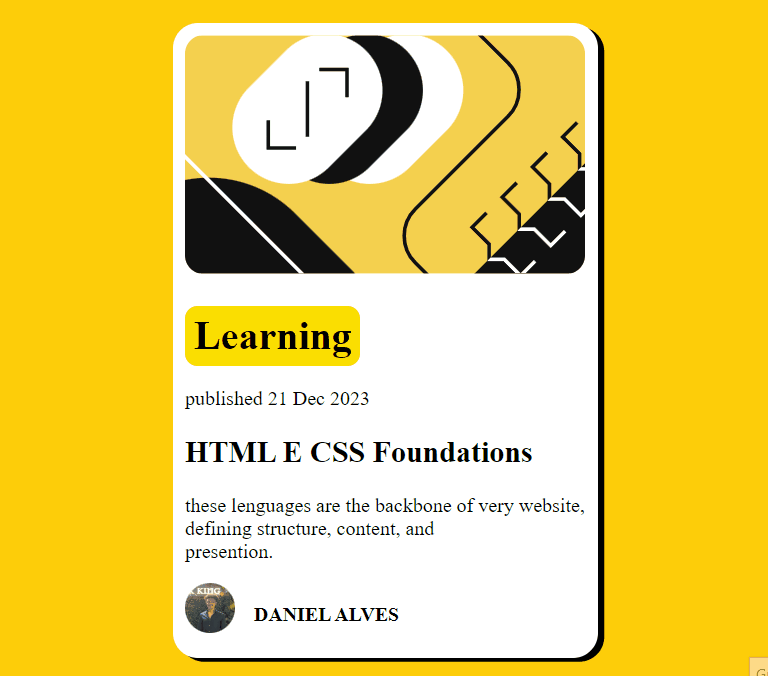 Learning
published 21 Dec 2023
HTML E CSS Foundations
these lenguages are the backbone of very website,
defining structure, content, and
presention.
KING
DANIEL ALVES